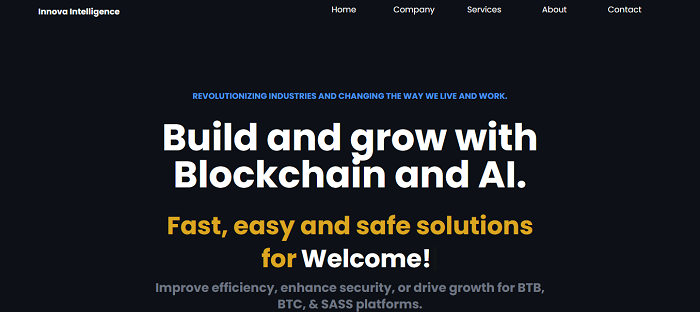 Innova Intelligence Home Company Services About Contact
REVOLUTIONIZING INDUSTRIES AND CHANGING THE WAY WE LIVE AND WORK.
Build and grow with
Blockchain and AI.
Fast, easy and safe solutions
for Welcome!
Improve efficiency, enhance security, or drive growth for BTB,
BTC, & SASS platforms.